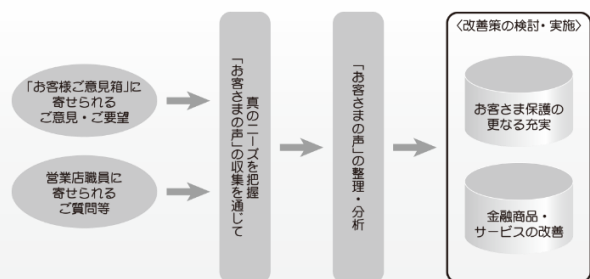 「お客様ご意見箱」に
寄せられる
ご意見・ご要望
営業店職員に
寄せられる
ご質問等
「お客さまの声」の収集を通じて
真のニーズを把握
「お客さまの声」の整理・分析
〈改善策の検討・実施〉
お客さま保護の
更なる充実
金融商品・
サービスの改善